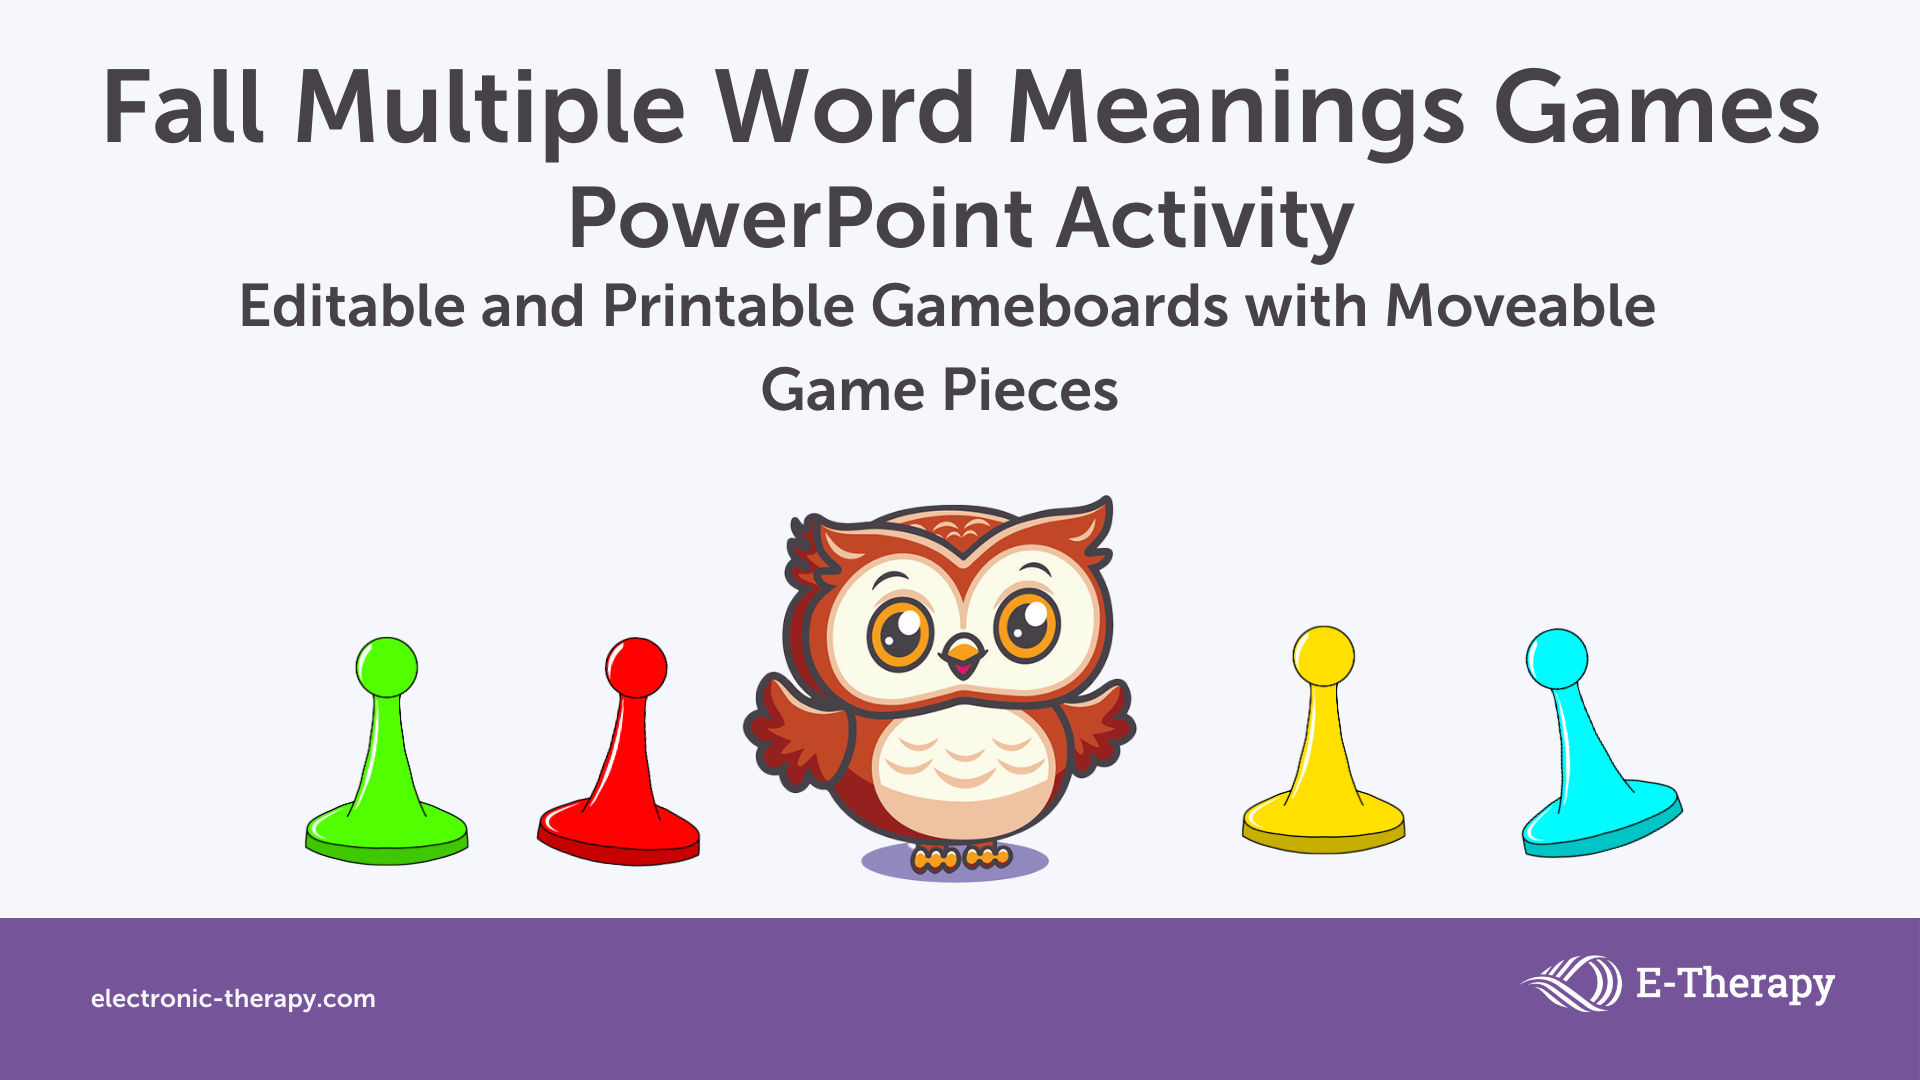 Fall Multiple Word Meanings Games
PowerPoint Activity
Editable and Printable Gameboards with Moveable
Game Pieces
electronic-therapy.com
E-Therapy